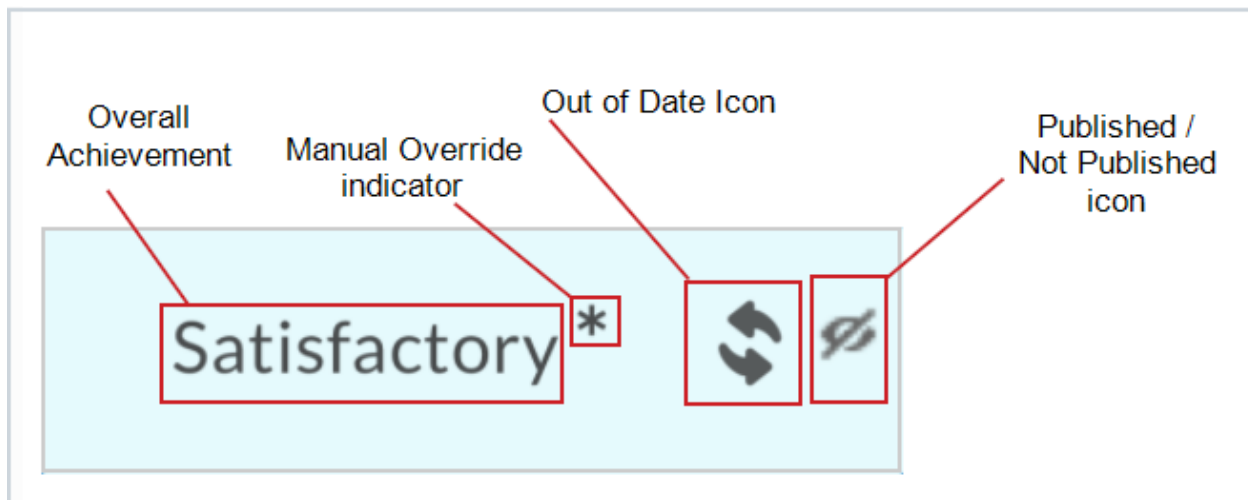 Overall
Achievement
Manual Override
indicator
Out of Date Icon
Published /
Not Published
icon
Satisfactory*